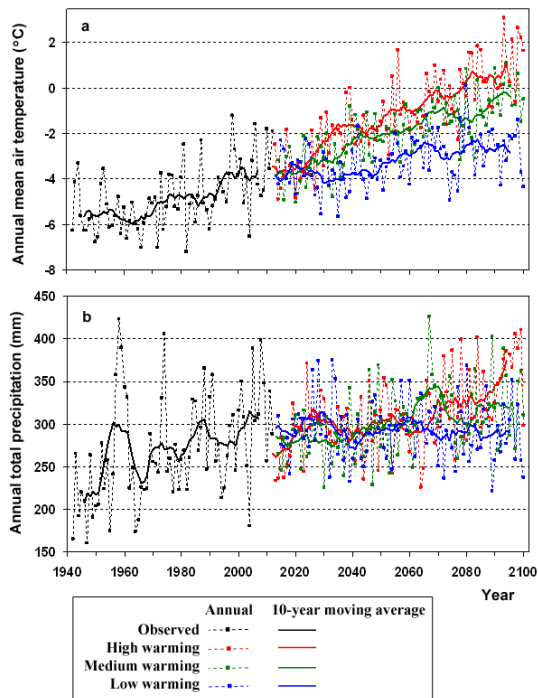 a
Annual mean air temperature (°C)
2
0
-2
-4
-6
-8
b
Annual total precipitation (mm)
450
400
350
300
250
200
150
1940 1960 1980 2000 2020 2040 2060 2080 2100
Year
Annual 10-year moving average
Observed
High warming
Medium warming
Low warming